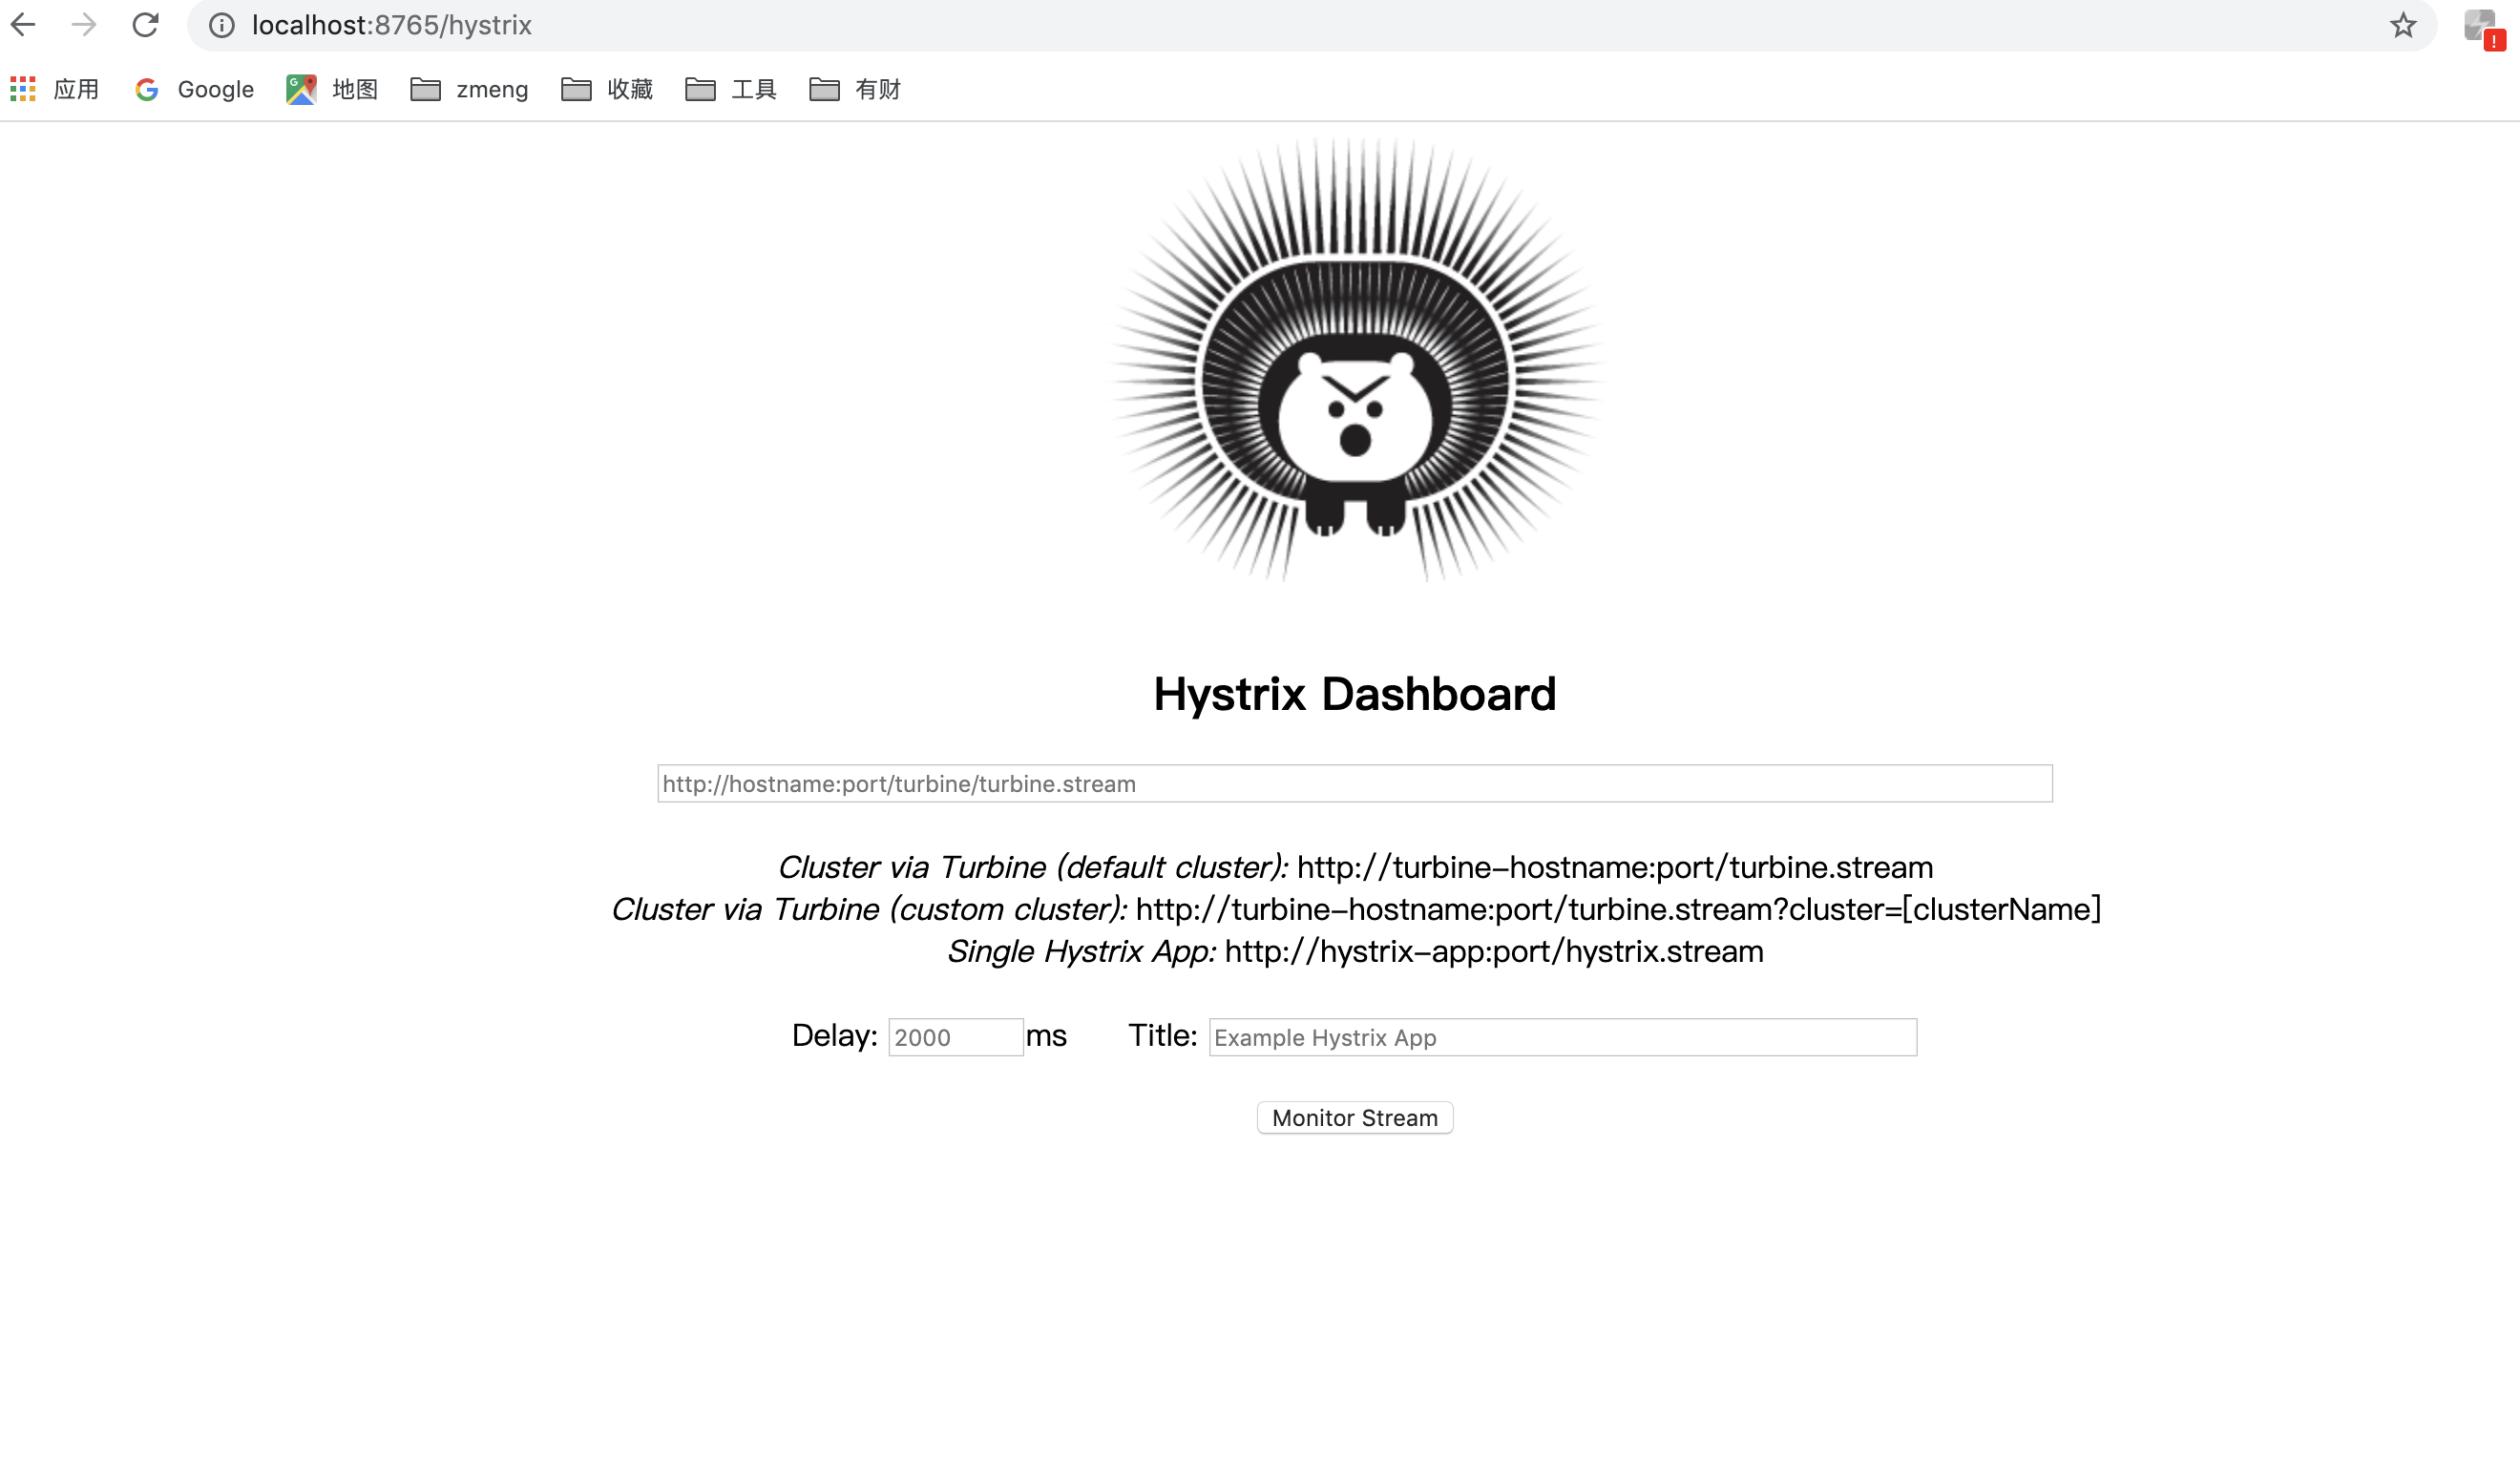 localhost:8765/hystrix
应用 Google 地图 zmeng 收藏 工具 有财
Hystrix Dashboard
http://hostname:port/turbine/turbine.stream
Cluster via Turbine (default cluster): http://turbine-hostname:port/turbine.stream
Cluster via Turbine (custom cluster): http://turbine-hostname:port/turbine.stream?cluster=[clusterName]
Single Hystrix App: http://hystrix-app:port/hystrix.stream
Delay: 2000 ms Title: Example Hystrix App
Monitor Stream